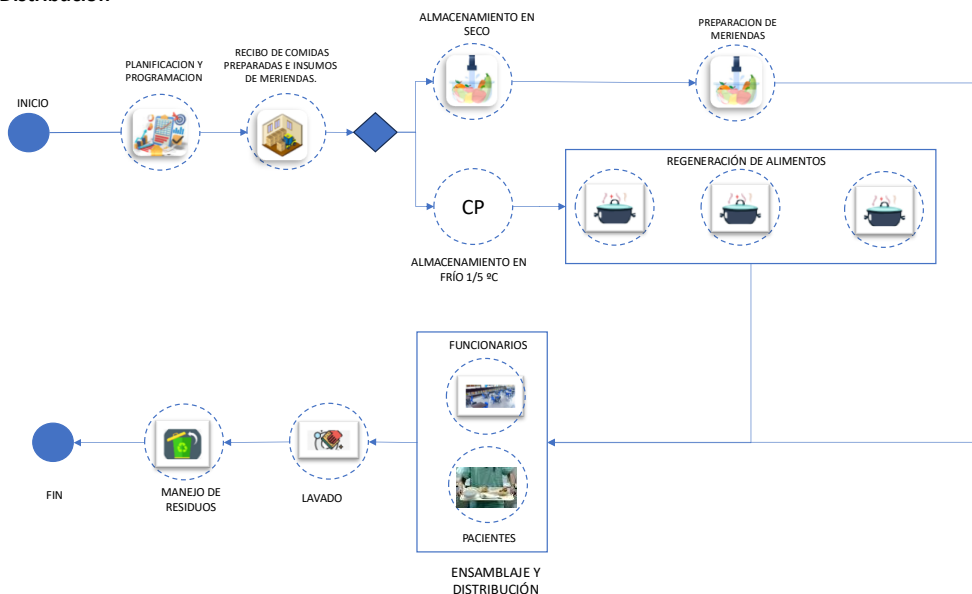 Distribución
ALMACENAMIENTO EN
SECO
PREPARACION DE
MERIENDAS
RECIBO DE COMIDAS
PREPARADAS E INSUMOS
DE MERIENDAS.
PLANIFICACION Y
PROGRAMACION
INICIO
REGENERACIÓN DE ALIMENTOS
CP
ALMACENAMIENTO EN
FRÍO 1/5 ºC
FUNCIONARIOS
FIN
MANEJO DE
RESIDUOS
LAVADO
PACIENTES
ENSAMBLAJE Y
DISTRIBUCIÓN